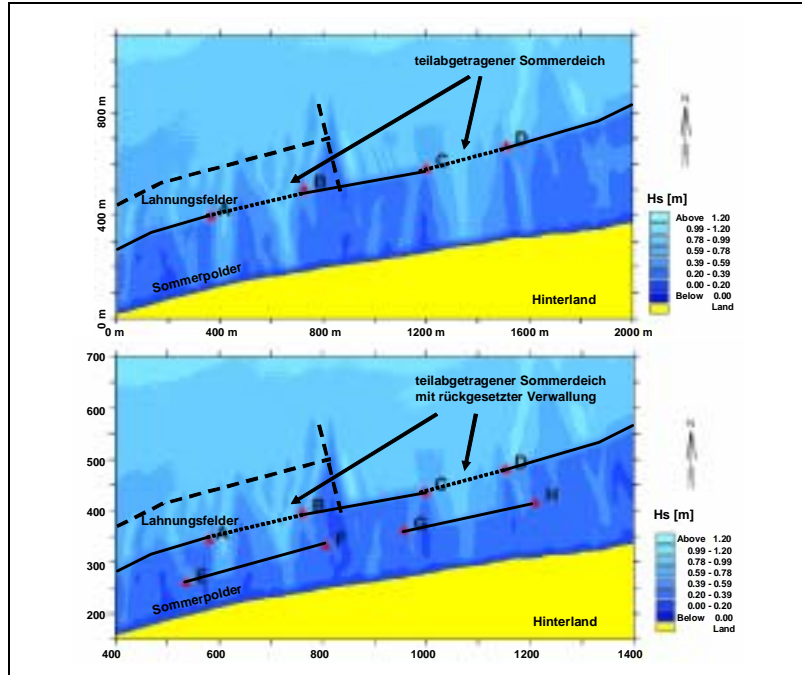 teilabgetragener Sommerdeich
800 m
400 m
0 m
Lahnungsfelder
A
B
C
D
Sommerpolder
Hinterland
0 m
400 m
800 m
1200 m
1600 m
2000 m
N
Hs [m]
Above 1.20
0.99 - 1.20
0.78 - 0.99
0.59 - 0.78
0.39 - 0.59
0.20 - 0.39
0.00 - 0.20
Below 0.00
Land
700
600
500
400
300
200
teilabgetragener Sommerdeich
mit rückgesetzter Verwallung
Lahnungsfelder
A
B
C
D
E
F
G
H
Sommerpolder
Hinterland
400
600
800
1000
1200
1400
Hs [m]
Above 1.20
0.99 - 1.20
0.78 - 0.99
0.59 - 0.78
0.39 - 0.59
0.20 - 0.39
0.00 - 0.20
Below 0.00
Land